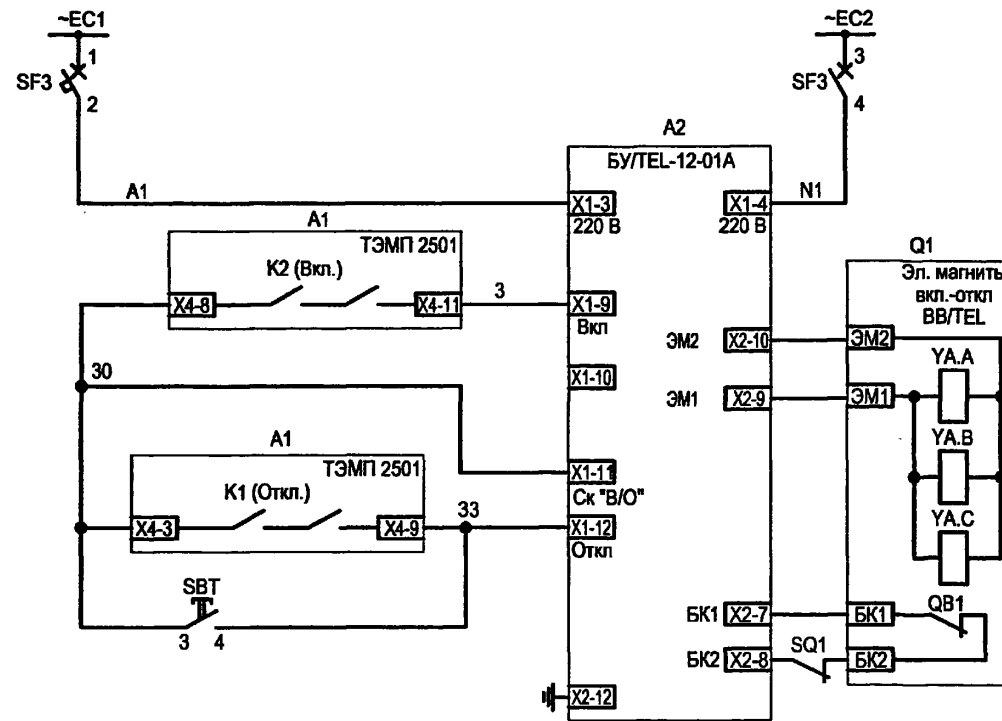 ~EC1
~EC2
1
SF3
2
3
SF3
4
A2
БУ/TEL-12-01А
A1
N1
X1-3
220 В
X1-4
220 В
A1
ТЭМП 2501
К2 (Вкл.)
X4-8
X4-11
3
X1-9
Вкл
Q1
Эл. магниты
вкл.-откл
ВВ/TEL
ЭМ2
X2-10
ЭМ2
YA.A
30
X1-10
ЭМ1
X2-9
ЭМ1
YA.B
A1
ТЭМП 2501
К1 (Откл.)
X4-3
X4-9
33
X1-11
Ск "В/О"
X1-12
Откл
YA.C
SBT
3
4
БК1
X2-7
БК1
QB1
БК2
X2-8
SQ1
БК2
X2-12